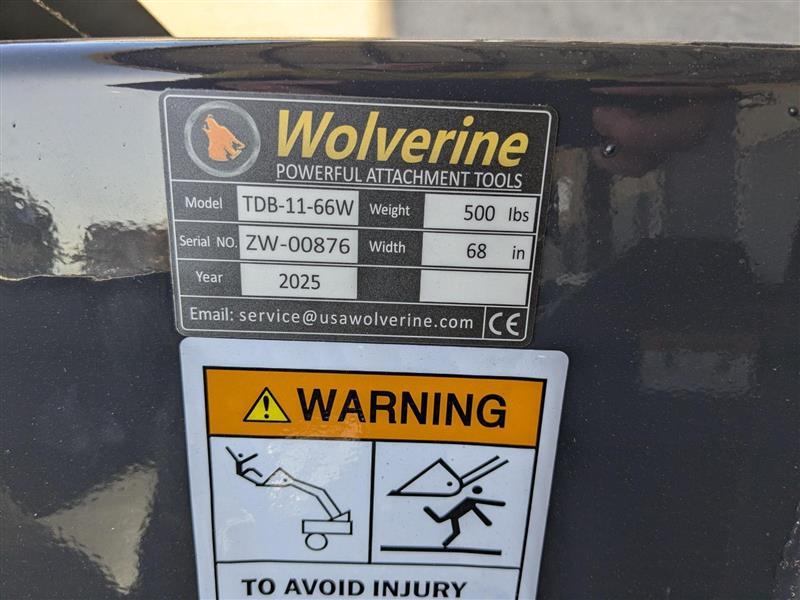 Wolverine
POWERFUL ATTACHMENT TOOLS
Model TDB-11-66W Weight 500 lbs
Serial NO. ZW-00876 Width 68 in
Year 2025
Email: service@usawolverine.com CE
WARNING
TO AVOID INJURY